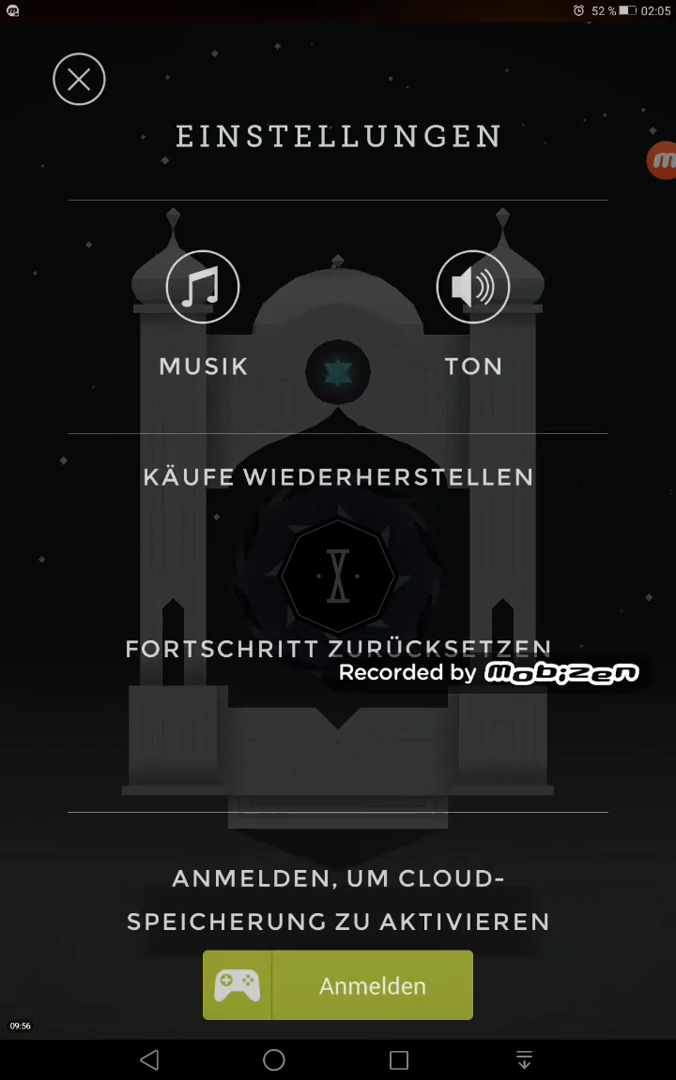 52 % 02:05
EINSTELLUNGEN
MUSIK TON
KÄUFE WIEDERHERSTELLEN
X
FORTSCHRITT ZURÜCKSETZEN
Recorded by mobizen
ANMELDEN, UM CLOUD-
SPEICHERUNG ZU AKTIVIEREN
Anmelden
09:56